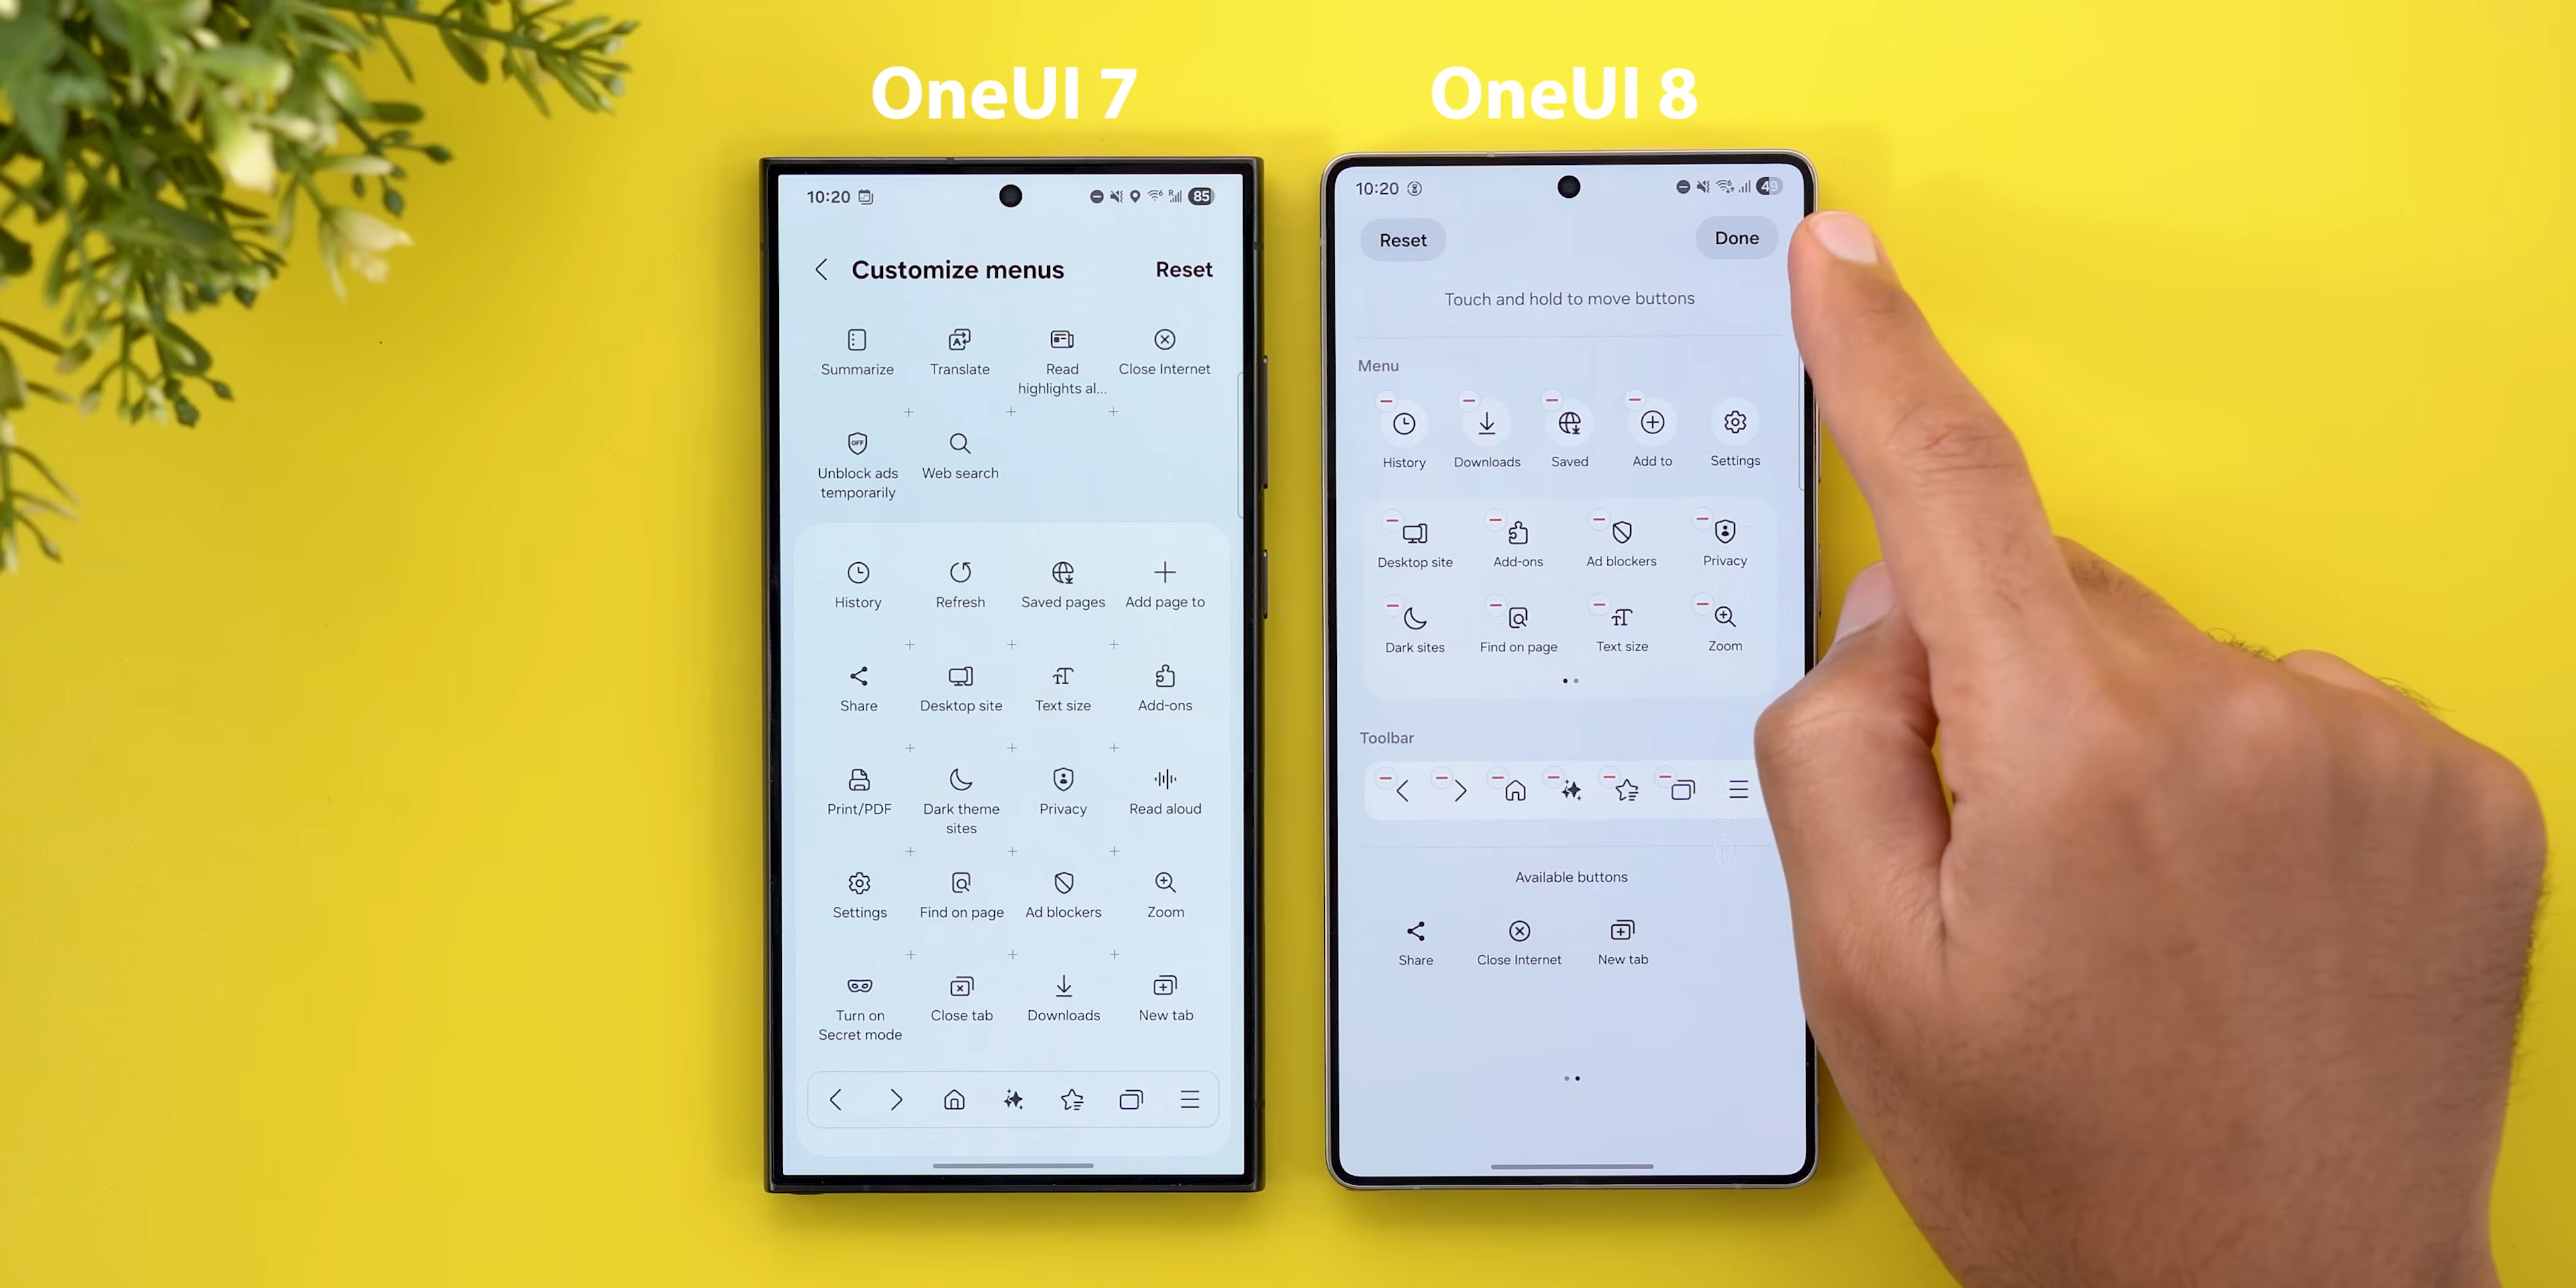 OneUI 7
OneUI 8
10:20
85
Customize menus
Reset
Summarize
Translate
Read
highlights al...
Close Internet
OFF
Unblock ads
temporarily
Web search
History
Refresh
Saved pages
Add page to
Share
Desktop site
Text size
Add-ons
Print/PDF
Dark theme
sites
Privacy
Read aloud
Settings
Find on page
Ad blockers
Zoom
Turn on
Secret mode
Close tab
Downloads
New tab
10:20
49
Reset
Done
Touch and hold to move buttons
Menu
History
Downloads
Saved
Add to
Settings
Desktop site
Add-ons
Ad blockers
Privacy
Dark sites
Find on page
Text size
Zoom
Toolbar
Available buttons
Share
Close Internet
New tab